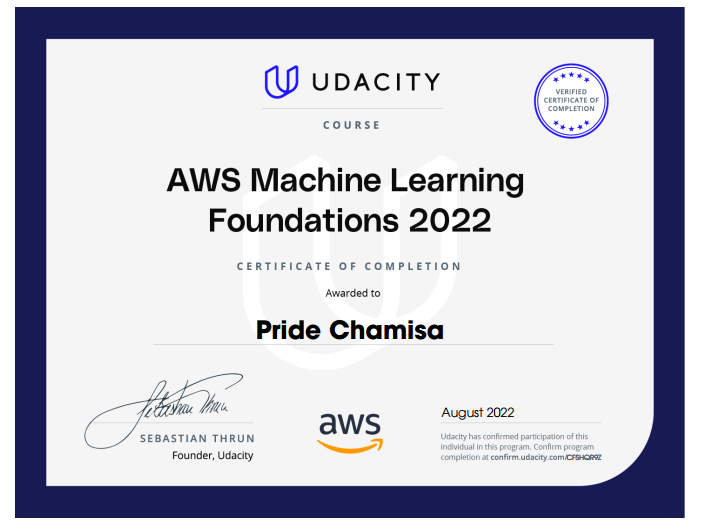 UDACITY
VERIFIED
CERTIFICATE OF
COMPLETION
COURSE
AWS Machine Learning
Foundations 2022
CERTIFICATE OF COMPLETION
Awarded to
Pride Chamisa
Sebastian Thrun
SEBASTIAN THRUN
Founder, Udacity
aws
August 2022
Udacity has confirmed participation of this
individual in this program. Confirm program
completion at confirm.udacity.com/